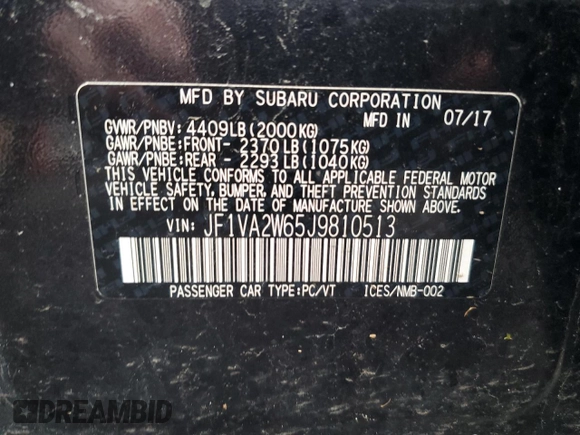 MFD BY SUBARU CORPORATION
MFD IN 07/17
GVWR/PNBV: 4409LB(2000KG)
GAWR/PNBE:FRONT- 2370LB(1075KG)
GAWR/PNBE:REAR - 2293LB(1040KG)
THIS VEHICLE CONFORMS TO ALL APPLICABLE FEDERAL MOTOR
VEHICLE SAFETY, BUMPER, AND THEFT PREVENTION STANDARDS
IN EFFECT ON THE DATE OF MANUFACTURE SHOWN ABOVE.
VIN: JF1VA2W65J9810513
PASSENGER CAR TYPE:PC/VT ICES/NMB-002
DREAMBID